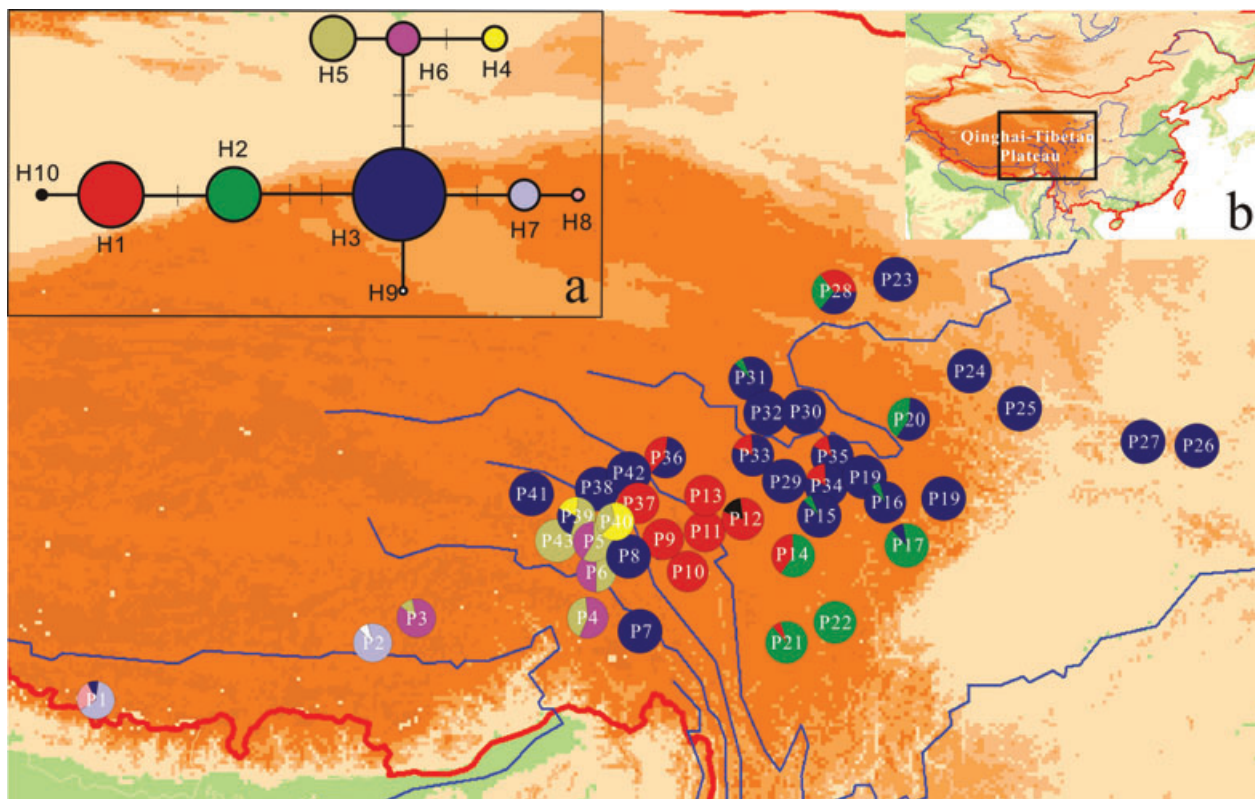 H5
H6
H4
H10
H1
H2
H3
H7
H8
H9
a
Qinghai-Tibetan
Plateau
b
P28
P23
P31
P24
P32
P30
P25
P20
P27
P26
P36
P33
P35
P42
P29
P19
P34
P41
P38
P37
P13
P16
P19
P39
P40
P11
P12
P15
P43
P5
P9
P14
P17
P8
P6
P10
P3
P4
P7
P22
P2
P21
P1